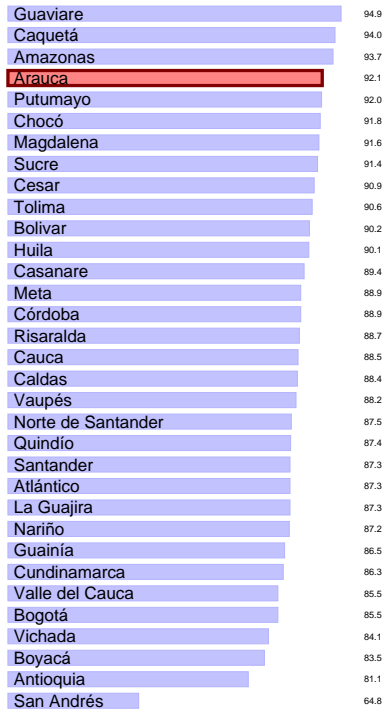 Guaviare 94.9
Caquetá 94.0
Amazonas 93.7
Arauca 92.1
Putumayo 92.0
Chocó 91.8
Magdalena 91.6
Sucre 91.4
Cesar 90.9
Tolima 90.6
Bolivar 90.2
Huila 90.1
Casanare 89.4
Meta 88.9
Córdoba 88.9
Risaralda 88.7
Cauca 88.5
Caldas 88.4
Vaupés 88.2
Norte de Santander 87.5
Quindío 87.4
Santander 87.3
Atlántico 87.3
La Guajira 87.3
Nariño 87.2
Guainía 86.5
Cundinamarca 86.3
Valle del Cauca 85.5
Bogotá 85.5
Vichada 84.1
Boyacá 83.5
Antioquia 81.1
San Andrés 64.8